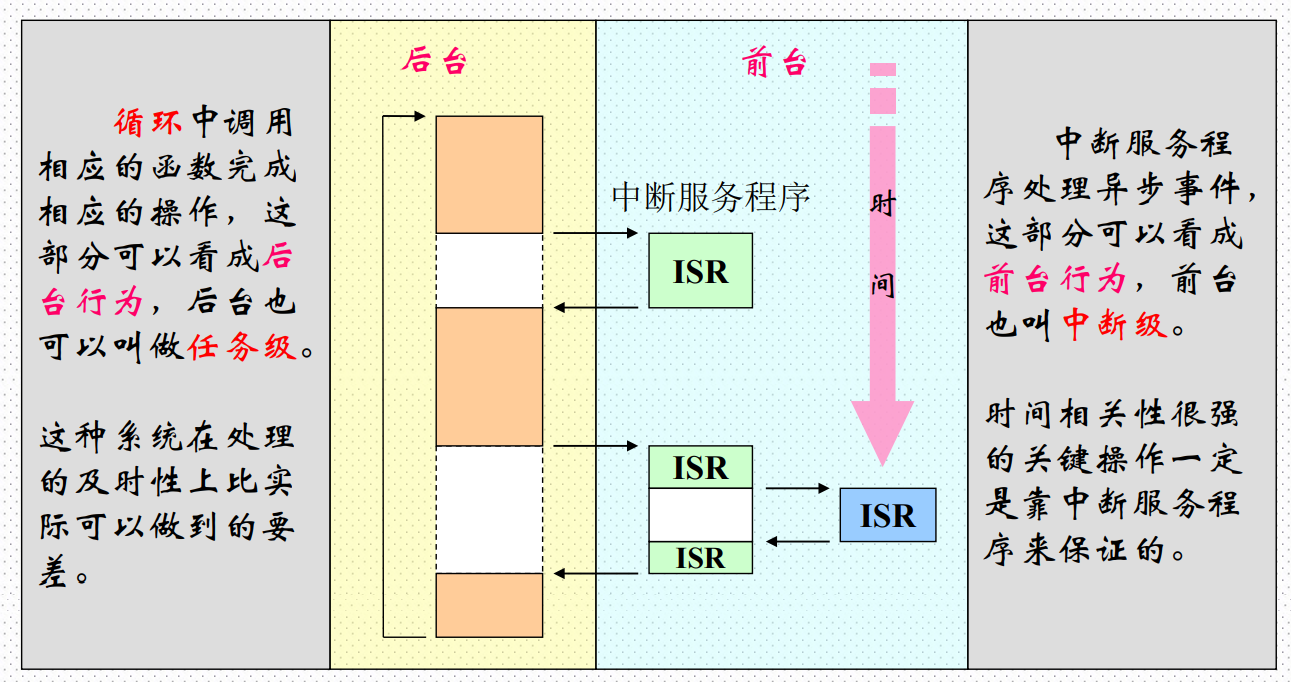 循环中调用
相应的函数完成
相应的操作，这
部分可以看成后
台行为，后台也
可以叫做任务级。
这种系统在处理
的及时性上比实
际可以做到的要
差。
后台
前台
中断服务程序
ISR
ISR
ISR
ISR
时
间
中断服务程
序处理异步事件，
这部分可以看成
前台行为，前台
也叫中断级。
时间相关性很强
的关键操作一定
是靠中断服务程
序来保证的。